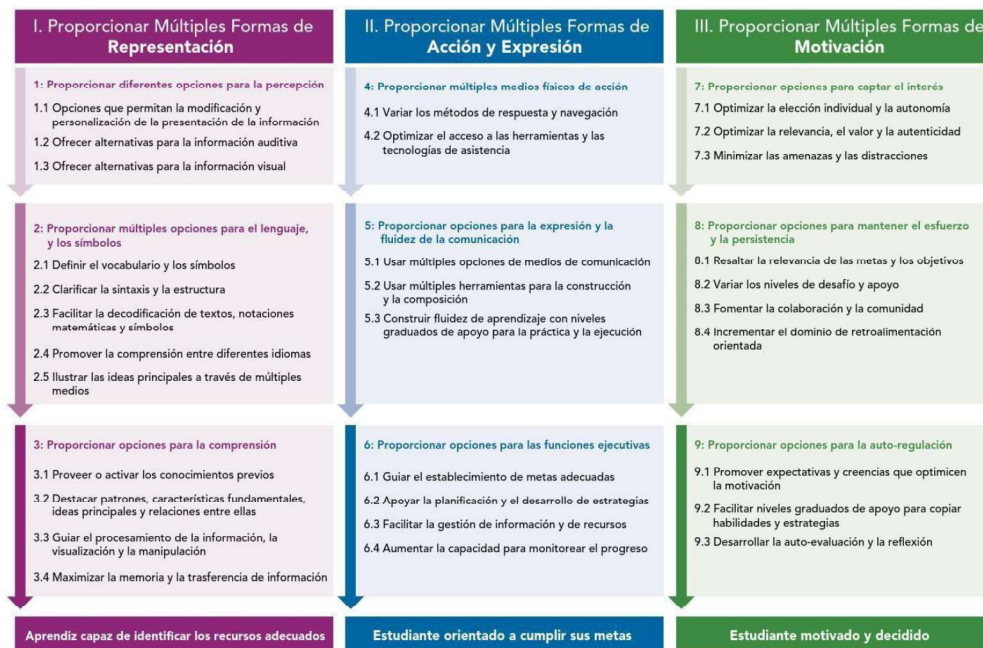 I. Proporcionar Múltiples Formas de
Representación
1: Proporcionar diferentes opciones para la percepción
1.1 Opciones que permitan la modificación y
personalización de la presentación de la información
1.2 Ofrecer alternativas para la información auditiva
1.3 Ofrecer alternativas para la información visual
2: Proporcionar múltiples opciones para el lenguaje,
y los símbolos
2.1 Definir el vocabulario y los símbolos
2.2 Clarificar la sintaxis y la estructura
2.3 Facilitar la decodificación de textos, notaciones
matemáticas y símbolos
2.4 Promover la comprensión entre diferentes idiomas
2.5 Ilustrar las ideas principales a través de múltiples
medios
3: Proporcionar opciones para la comprensión
3.1 Proveer o activar los conocimientos previos
3.2 Destacar patrones, características fundamentales,
ideas principales y relaciones entre ellas
3.3 Guiar el procesamiento de la información, la
visualización y la manipulación
3.4 Maximizar la memoria y la trasferencia de información
Aprendiz capaz de identificar los recursos adecuados
II. Proporcionar Múltiples Formas de
Acción y Expresión
4: Proporcionar múltiples medios físicos de acción
4.1 Variar los métodos de respuesta y navegación
4.2 Optimizar el acceso a las herramientas y las
tecnologías de asistencia
5: Proporcionar opciones para la expresión y la
fluidez de la comunicación
5.1 Usar múltiples opciones de medios de comunicación
5.2 Usar múltiples herramientas para la construcción
y la composición
5.3 Construir fluidez de aprendizaje con niveles
graduados de apoyo para la práctica y la ejecución
6: Proporcionar opciones para las funciones ejecutivas
6.1 Guiar el establecimiento de metas adecuadas
6.2 Apoyar la planificación y el desarrollo de estrategias
6.3 Facilitar la gestión de información y de recursos
6.4 Aumentar la capacidad para monitorear el progreso
Estudiante orientado a cumplir sus metas
III. Proporcionar Múltiples Formas de
Motivación
7: Proporcionar opciones para captar el interés
7.1 Optimizar la elección individual y la autonomía
7.2 Optimizar la relevancia, el valor y la autenticidad
7.3 Minimizar las amenazas y las distracciones
8: Proporcionar opciones para mantener el esfuerzo
y la persistencia
8.1 Resaltar la relevancia de las metas y los objetivos
8.2 Variar los niveles de desafío y apoyo
8.3 Fomentar la colaboración y la comunidad
8.4 Incrementar el dominio de retroalimentación
orientada
9: Proporcionar opciones para la auto-regulación
9.1 Promover expectativas y creencias que optimicen
la motivación
9.2 Facilitar niveles graduados de apoyo para copiar
habilidades y estrategias
9.3 Desarrollar la auto-evaluación y la reflexión
Estudiante motivado y decidido